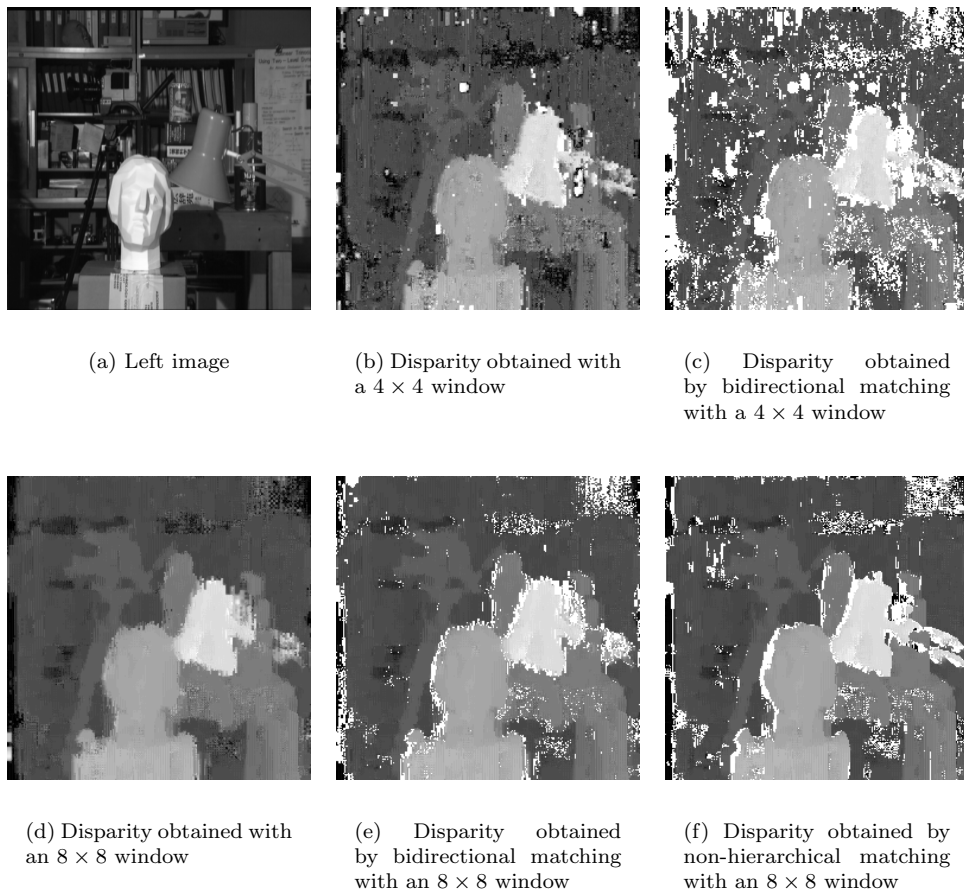 (a) Left image
(b) Disparity obtained with
a 4 × 4 window
(c) Disparity obtained
by bidirectional matching
with a 4 × 4 window
(d) Disparity obtained with
an 8 × 8 window
(e) Disparity obtained
by bidirectional matching
with an 8 × 8 window
(f) Disparity obtained by
non-hierarchical matching
with an 8 × 8 window